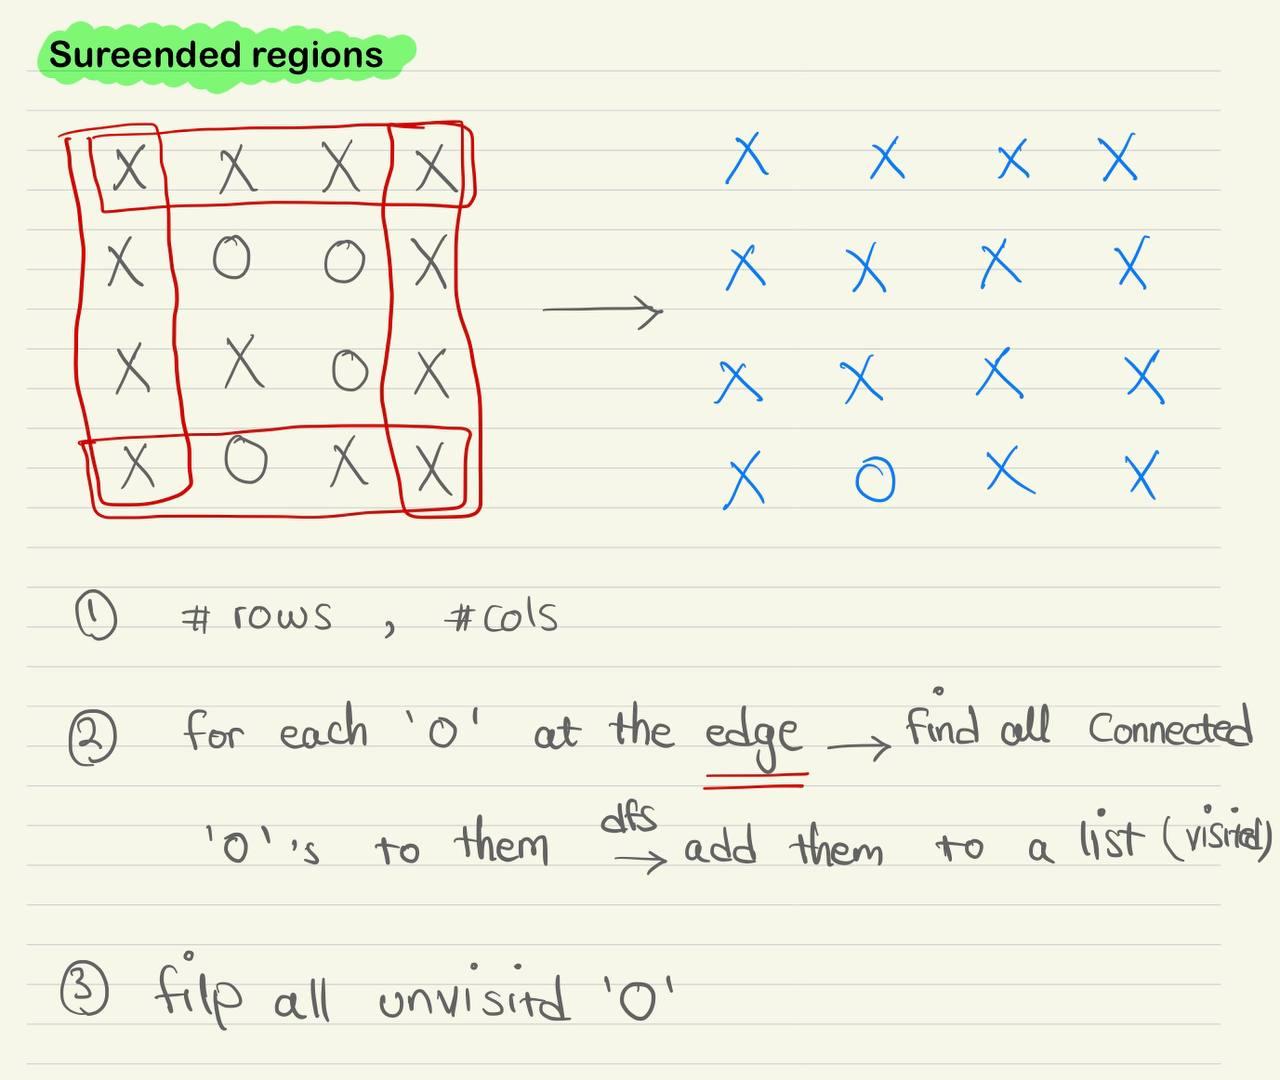 Sureended regions
X X X X X X X X
X O O X X X X X
X X O X X X X X
X O X X X O X X
① # rows , #cols
② for each 'O' at the edge → find all Connected
dfs
'O''s to them → add them to a list (visited)
③ filp all unvisitd 'O'